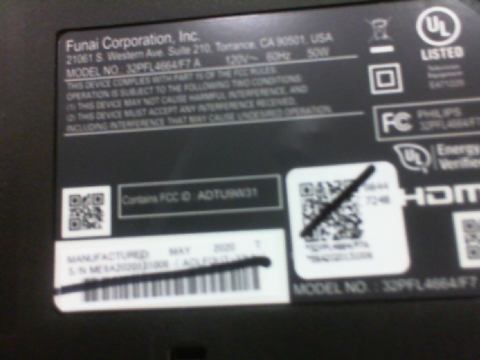 Funai Corporation, Inc.
21061 S. Western Ave. Suite 210, Torrance, CA 90501, USA
MODEL NO.: 32PFL4664/F7 A 120V~ 60Hz 50W
THIS DEVICE COMPLIES WITH PART 15 OF THE FCC RULES.
OPERATION IS SUBJECT TO THE FOLLOWING TWO CONDITIONS.
(1) THIS DEVICE MAY NOT CAUSE HARMFUL INTERFERENCE, AND
(2) THIS DEVICE MUST ACCEPT ANY INTERFERENCE RECEIVED,
INCLUDING INTERFERENCE THAT MAY CAUSE UNDESIRED OPERATION.
UL
LISTED
FC PHILIPS
32PFL4664/F7
UL Energy
Verified
HDMI
Contains FCC ID: ADTU9W31
7246
MANUFACTURED: MAY 2020
S/N
MODEL NO.: 32PFL4664/F7